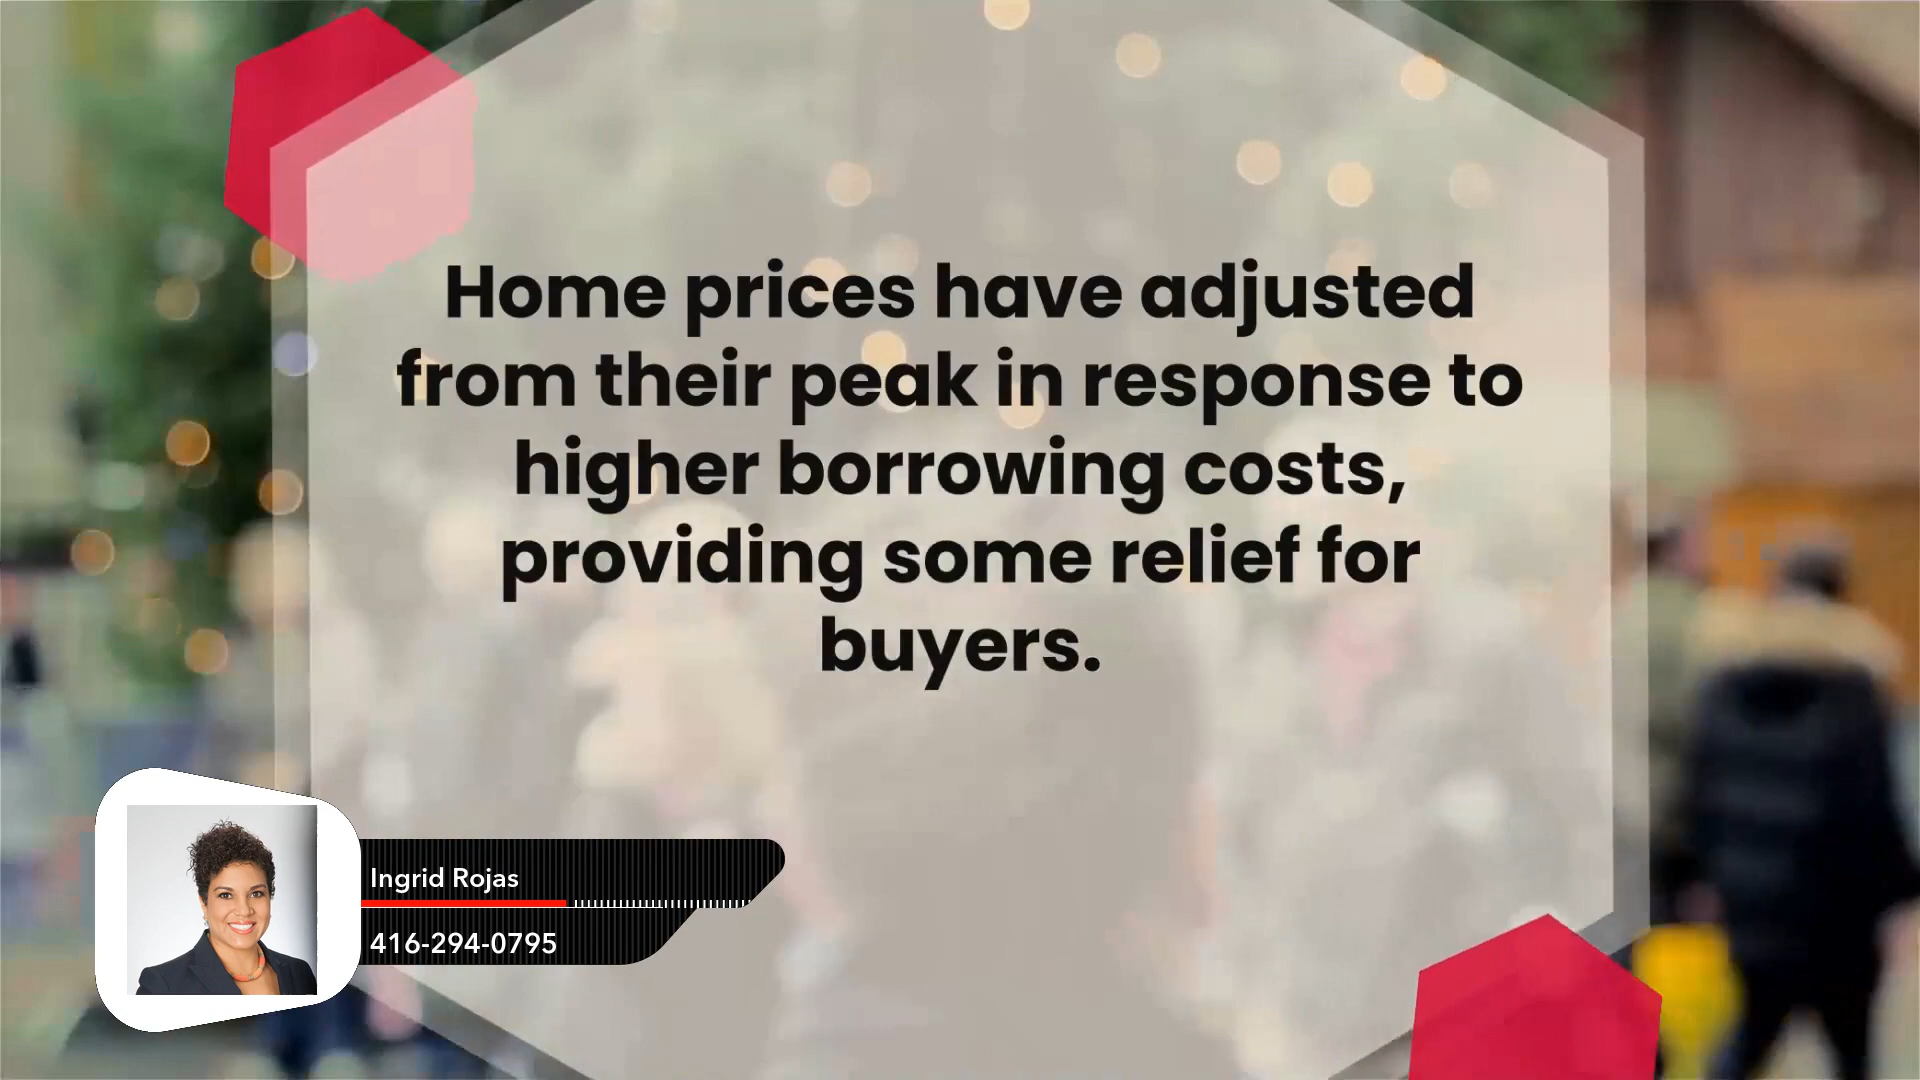 Home prices have adjusted
from their peak in response to
higher borrowing costs,
providing some relief for
buyers.
Ingrid Rojas
416-294-0795